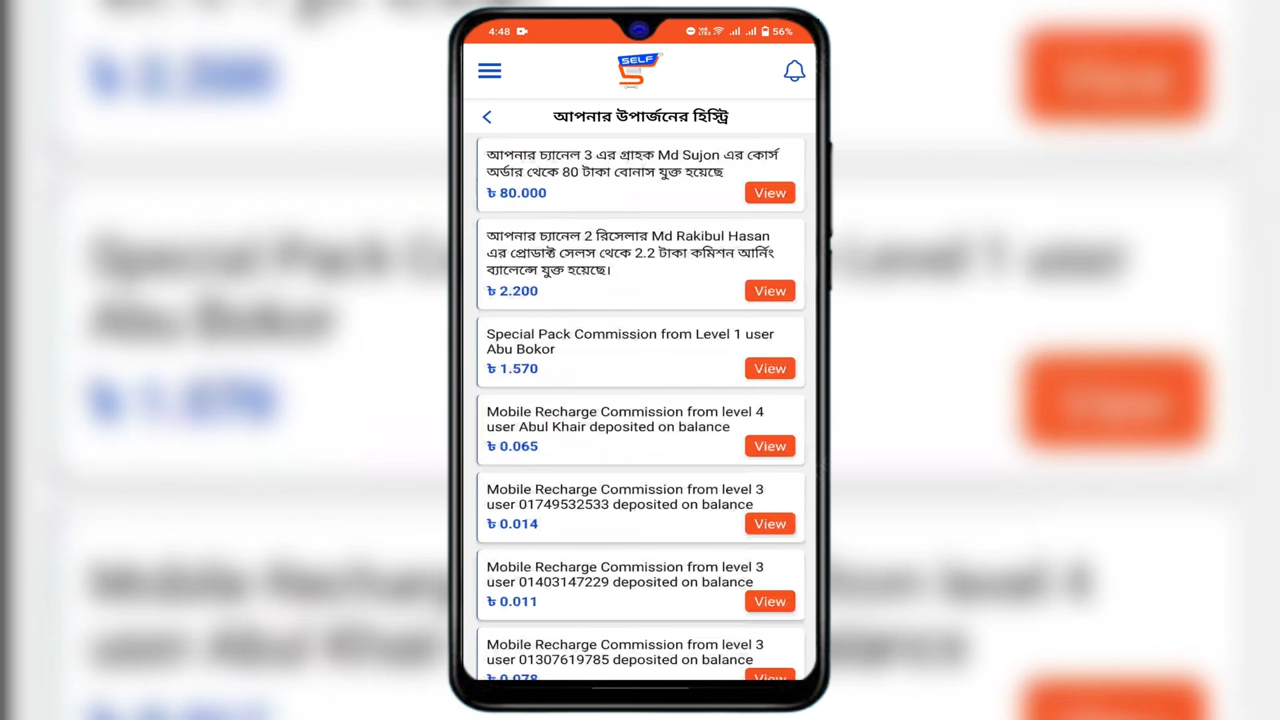 4:48
56%
SELF
আপনার উপার্জনের হিস্ট্রি
আপনার চ্যানেল 3 এর গ্রাহক Md Sujon এর কোর্স
অর্ডার থেকে 80 টাকা বোনাস যুক্ত হয়েছে
৳ 80.000
View
আপনার চ্যানেল 2 রিসেলার Md Rakibul Hasan
এর প্রোডাক্ট সেলস থেকে 2.2 টাকা কমিশন আর্নিং
ব্যালেন্সে যুক্ত হয়েছে।
৳ 2.200
View
Special Pack Commission from Level 1 user
Abu Bokor
৳ 1.570
View
Mobile Recharge Commission from level 4
user Abul Khair deposited on balance
৳ 0.065
View
Mobile Recharge Commission from level 3
user 01749532533 deposited on balance
৳ 0.014
View
Mobile Recharge Commission from level 3
user 01403147229 deposited on balance
৳ 0.011
View
Mobile Recharge Commission from level 3
user 01307619785 deposited on balance
৳ 0.078
View